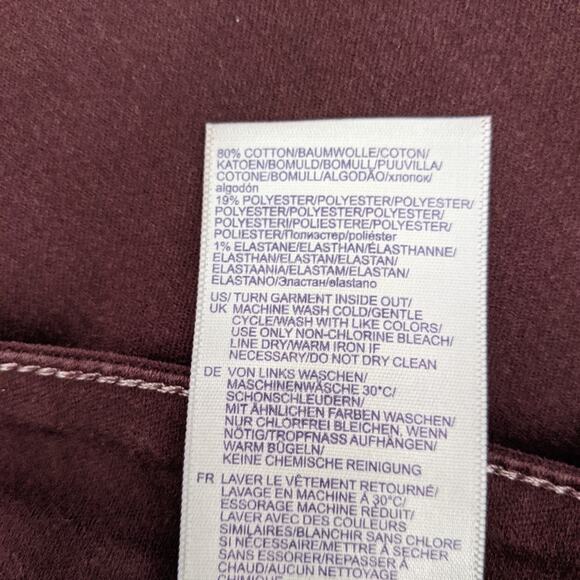 80% COTTON/BAUMWOLLE/COTON/
KATOEN/BOMULD/BOMULL/PUUVILLA/
COTONE/BOMULL/ALGODÃO/хлопок/
algodón
19% POLYESTER/POLYESTER/POLYESTER/
POLYESTER/POLYESTER/POLYESTER/
POLYESTERI/POLIESTERE/POLYESTER/
POLIESTER/Полиэстер/poliéster
1% ELASTANE/ELASTHAN/ÉLASTHANNE/
ELASTHAN/ELASTAN/ELASTAN/
ELASTAANIA/ELASTAM/ELASTAN/
ELASTANO/Эластан/elastano
US/ TURN GARMENT INSIDE OUT/
UK MACHINE WASH COLD/GENTLE
CYCLE/WASH WITH LIKE COLORS/
USE ONLY NON-CHLORINE BLEACH/
LINE DRY/WARM IRON IF
NECESSARY/DO NOT DRY CLEAN
DE VON LINKS WASCHEN/
MASCHINENWÄSCHE 30°C/
SCHONSCHLEUDERN/
MIT ÄHNLICHEN FARBEN WASCHEN/
NUR CHLORFREI BLEICHEN, WENN
NÖTIG/TROPFNASS AUFHÄNGEN/
WARM BÜGELN/
KEINE CHEMISCHE REINIGUNG
FR LAVER LE VÊTEMENT RETOURNÉ/
LAVAGE EN MACHINE À 30°C/
ESSORAGE MACHINE RÉDUIT/
LAVER AVEC DES COULEURS
SIMILAIRES/BLANCHIR SANS CHLORE
SI NÉCESSAIRE/METTRE À SÉCHER
SANS ESSORER/REPASSER À
CHAUD/AUCUN NETTOYAGE
CHIMIQUE